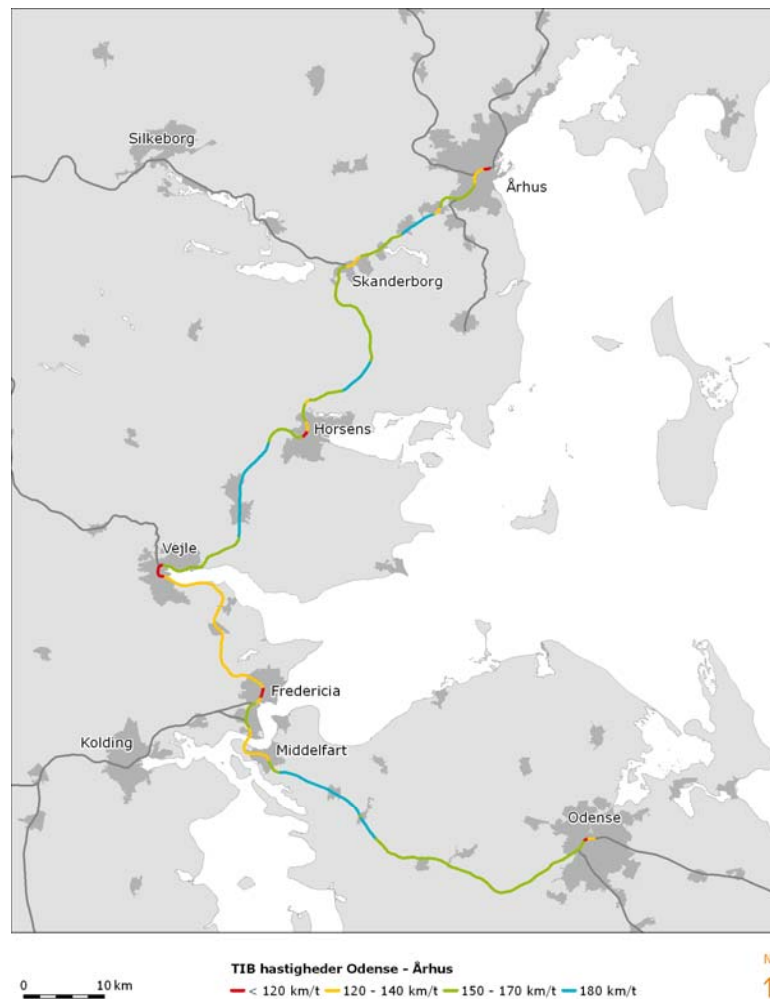 Silkeborg
Århus
Skanderborg
Horsens
Vejle
Fredericia
Kolding
Middelfart
Odense
TIB hastigheder Odense - Århus
0 10 km
< 120 km/t 120 - 140 km/t 150 - 170 km/t 180 km/t